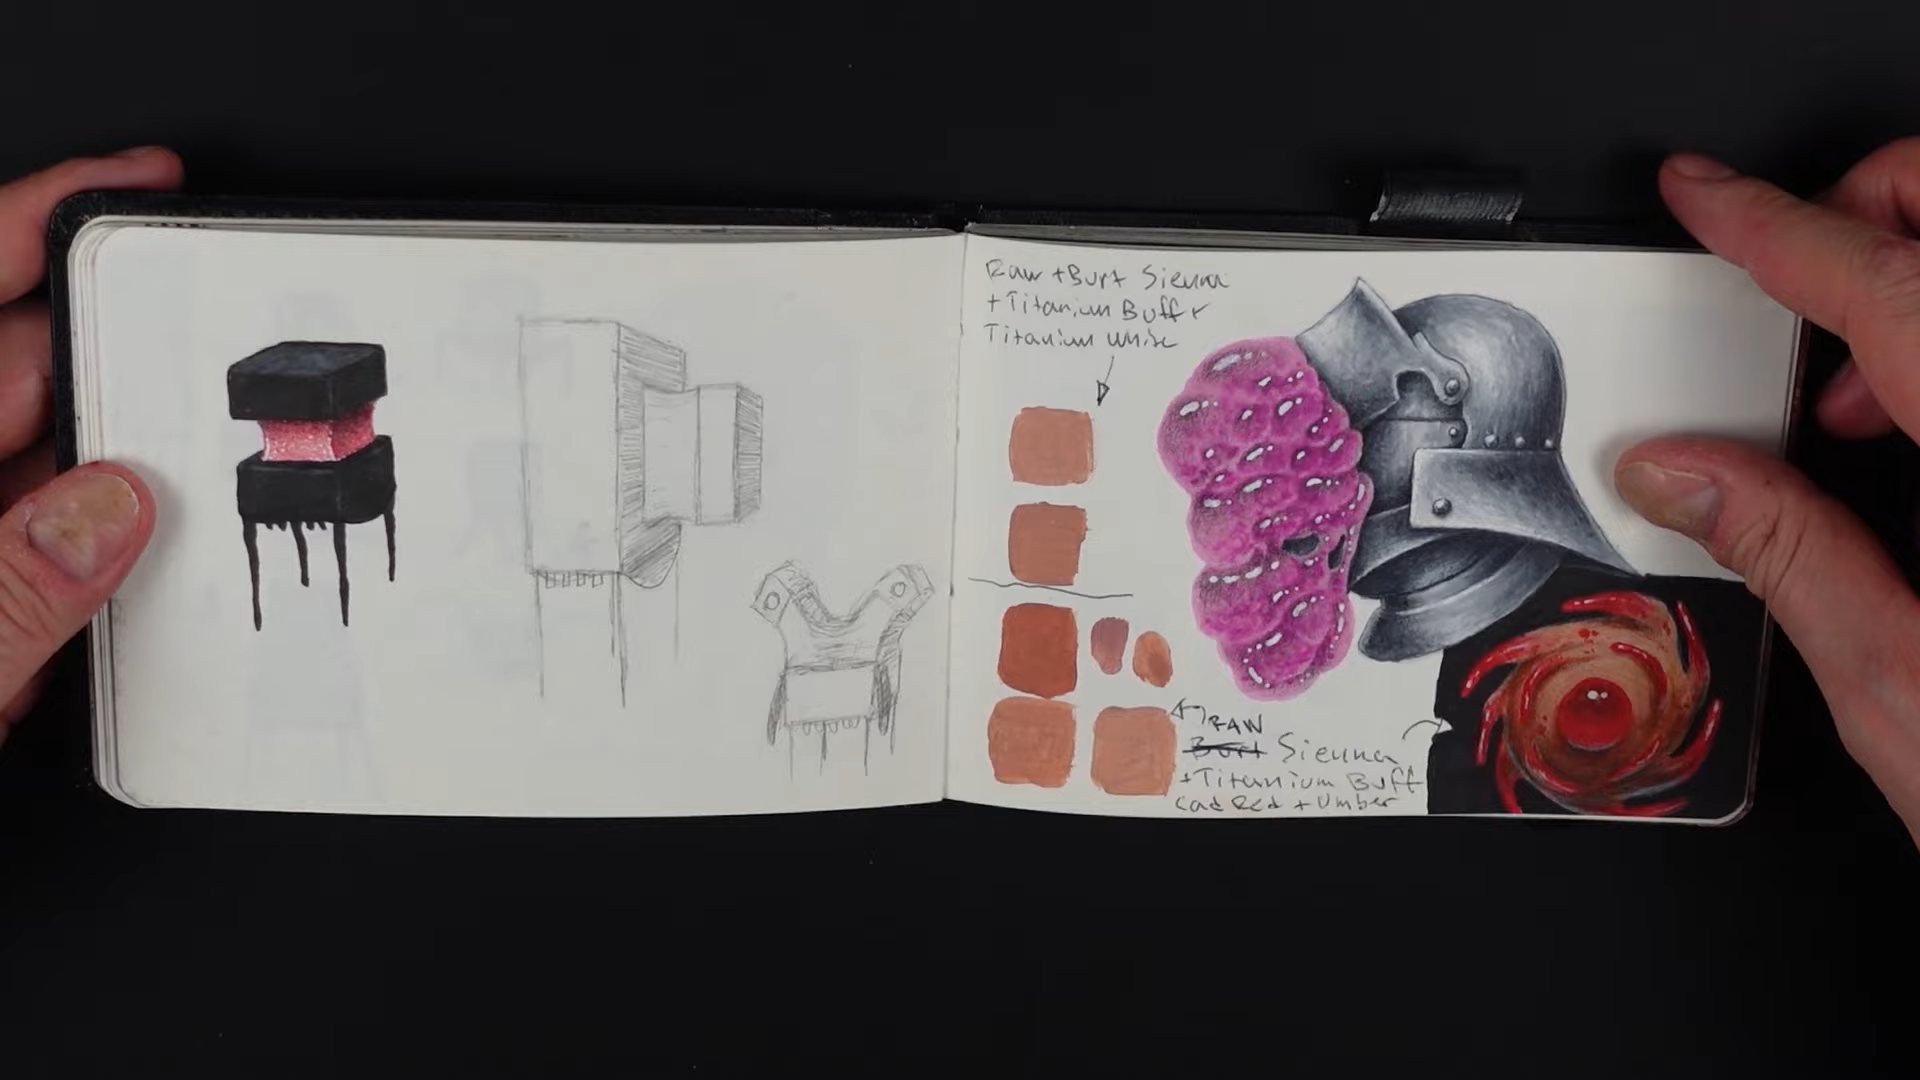 Raw + Burt Sienna
+ Titanium Buff +
Titanium White
RAW
Burt Sienna
+ Titanium Buff
Cad Red + Umber